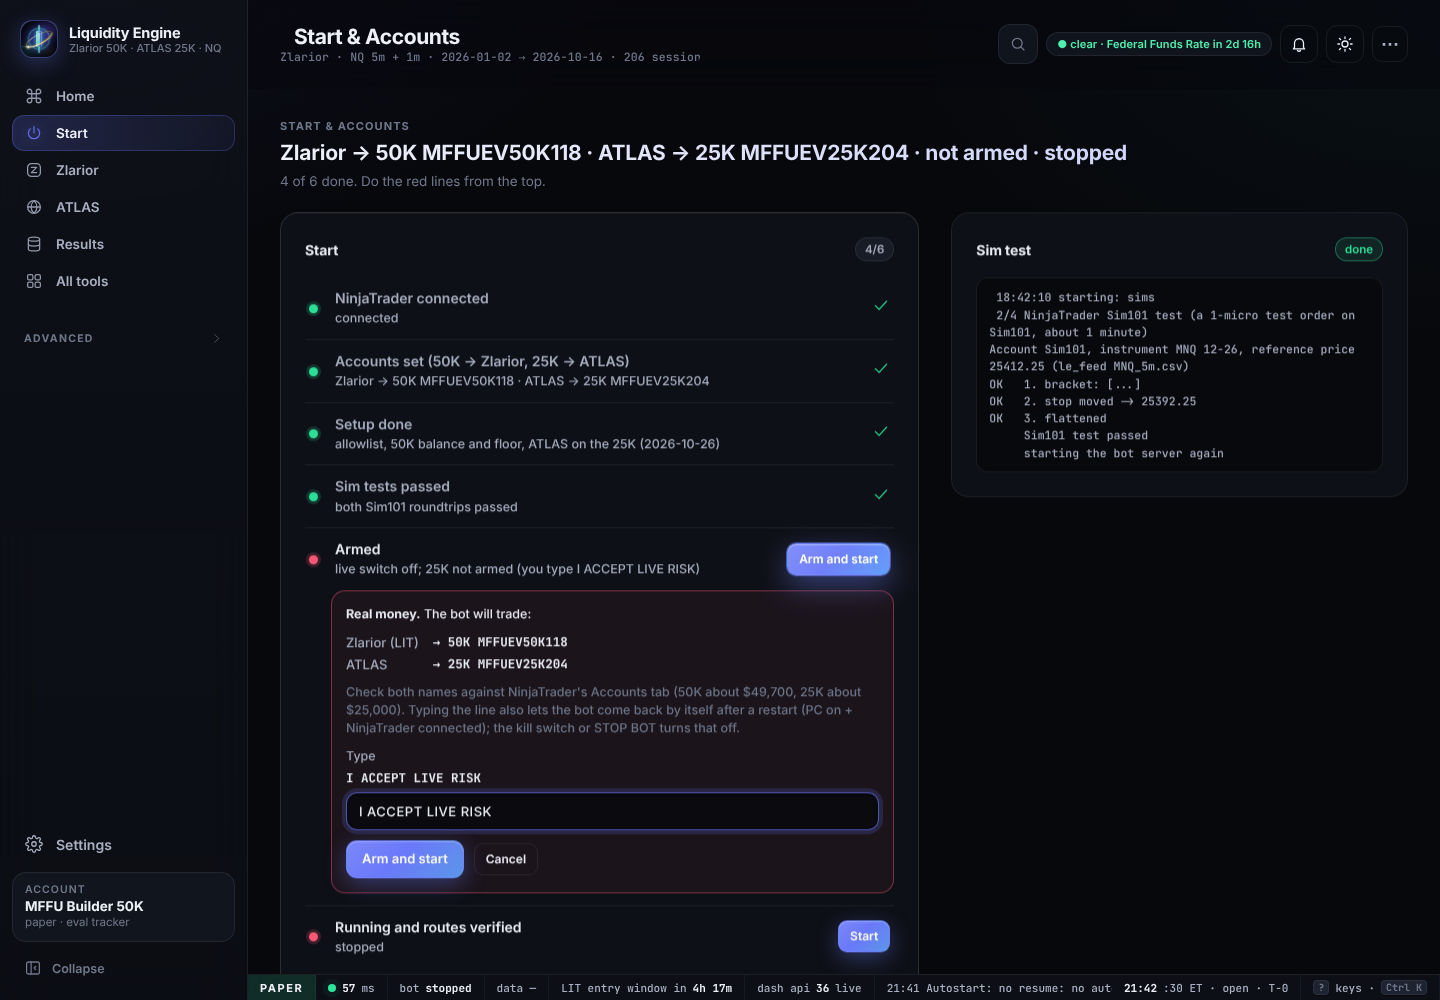 Liquidity Engine
Zlarior 50K · ATLAS 25K · NQ
Home
Start
Zlarior
ATLAS
Results
All tools
ADVANCED
Settings
ACCOUNT
MFFU Builder 50K
paper · eval tracker
Collapse
Start & Accounts
Zlarior · NQ 5m + 1m · 2026-01-02 → 2026-10-16 · 206 session
clear · Federal Funds Rate in 2d 16h
START & ACCOUNTS
Zlarior → 50K MFFUEV50K118 · ATLAS → 25K MFFUEV25K204 · not armed · stopped
4 of 6 done. Do the red lines from the top.
Start
4/6
NinjaTrader connected
connected
Accounts set (50K → Zlarior, 25K → ATLAS)
Zlarior → 50K MFFUEV50K118 · ATLAS → 25K MFFUEV25K204
Setup done
allowlist, 50K balance and floor, ATLAS on the 25K (2026-10-26)
Sim tests passed
both Sim101 roundtrips passed
Armed
live switch off; 25K not armed (you type I ACCEPT LIVE RISK)
Arm and start
Real money. The bot will trade:
Zlarior (LIT) → 50K MFFUEV50K118
ATLAS → 25K MFFUEV25K204
Check both names against NinjaTrader's Accounts tab (50K about $49,700, 25K about
$25,000). Typing the line also lets the bot come back by itself after a restart (PC on +
NinjaTrader connected); the kill switch or STOP BOT turns that off.
Type
I ACCEPT LIVE RISK
I ACCEPT LIVE RISK
Arm and start
Cancel
Running and routes verified
stopped
Start
Sim test
done
18:42:10 starting: sims
2/4 NinjaTrader Sim101 test (a 1-micro test order on
Sim101, about 1 minute)
Account Sim101, instrument MNQ 12-26, reference price
25412.25 (le_feed MNQ_5m.csv)
OK 1. bracket: [...]
OK 2. stop moved → 25392.25
OK 3. flattened
Sim101 test passed
starting the bot server again
PAPER 57 ms bot stopped data — LIT entry window in 4h 17m dash api 36 live 21:41 Autostart: no resume: no aut 21:42 :30 ET · open · T-0 ? keys · Ctrl K